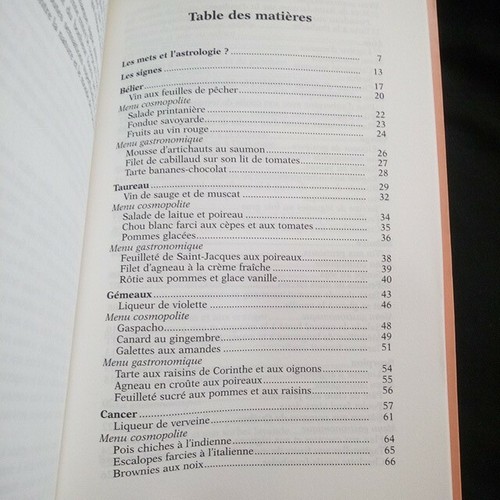 Table des matières
Les mets et l'astrologie ? 7
Les signes 13
Bélier 17
Vin aux feuilles de pêcher 20
Menu cosmopolite
Salade printanière 22
Fondue savoyarde 23
Fruits au vin rouge 24
Menu gastronomique
Mousse d'artichauts au saumon 26
Filet de cabillaud sur son lit de tomates 27
Tarte bananes-chocolat 28
Taureau 29
Vin de sauge et de muscat 32
Menu cosmopolite
Salade de laitue et poireau 34
Chou blanc farci aux cèpes et aux tomates 35
Pommes glacées 36
Menu gastronomique
Feuilleté de Saint-Jacques aux poireaux 38
Filet d'agneau à la crème fraîche 39
Rôtie aux pommes et glace vanille 40
Gémeaux 43
Liqueur de violette 46
Menu cosmopolite
Gaspacho 48
Canard au gingembre 49
Galettes aux amandes 51
Menu gastronomique
Tarte aux raisins de Corinthe et aux oignons 54
Agneau en croûte aux poireaux 55
Feuilleté sucré aux pommes et aux raisins 56
Cancer 57
Liqueur de verveine 61
Menu cosmopolite
Pois chiches à l'indienne 64
Escalopes farcies à l'italienne 65
Brownies aux noix 66